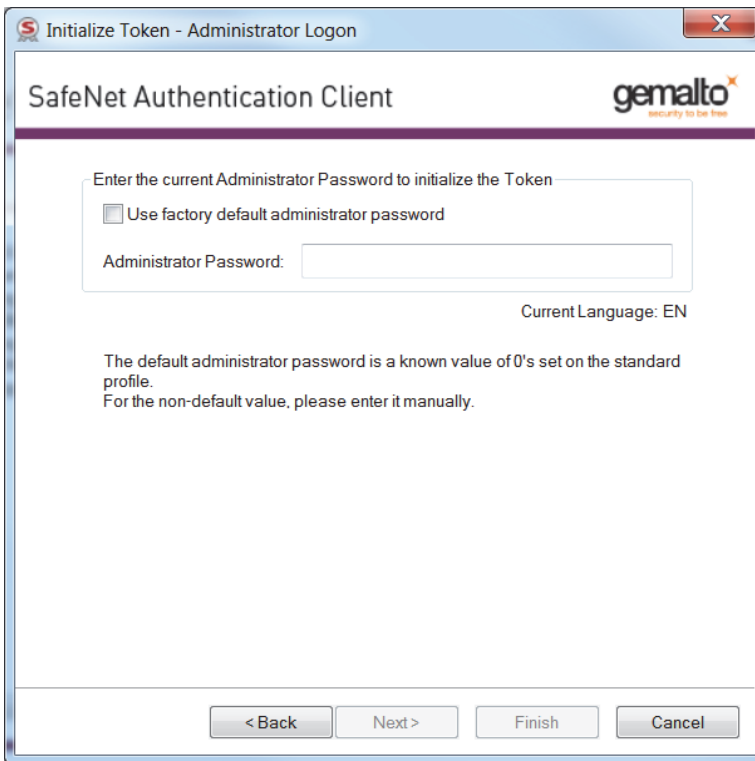 Initialize Token - Administrator Logon
SafeNet Authentication Client
gemalto
security to be free
Enter the current Administrator Password to initialize the Token
Use factory default administrator password
Administrator Password:
Current Language: EN
The default administrator password is a known value of 0's set on the standard
profile.
For the non-default value, please enter it manually.
< Back Next > Finish Cancel